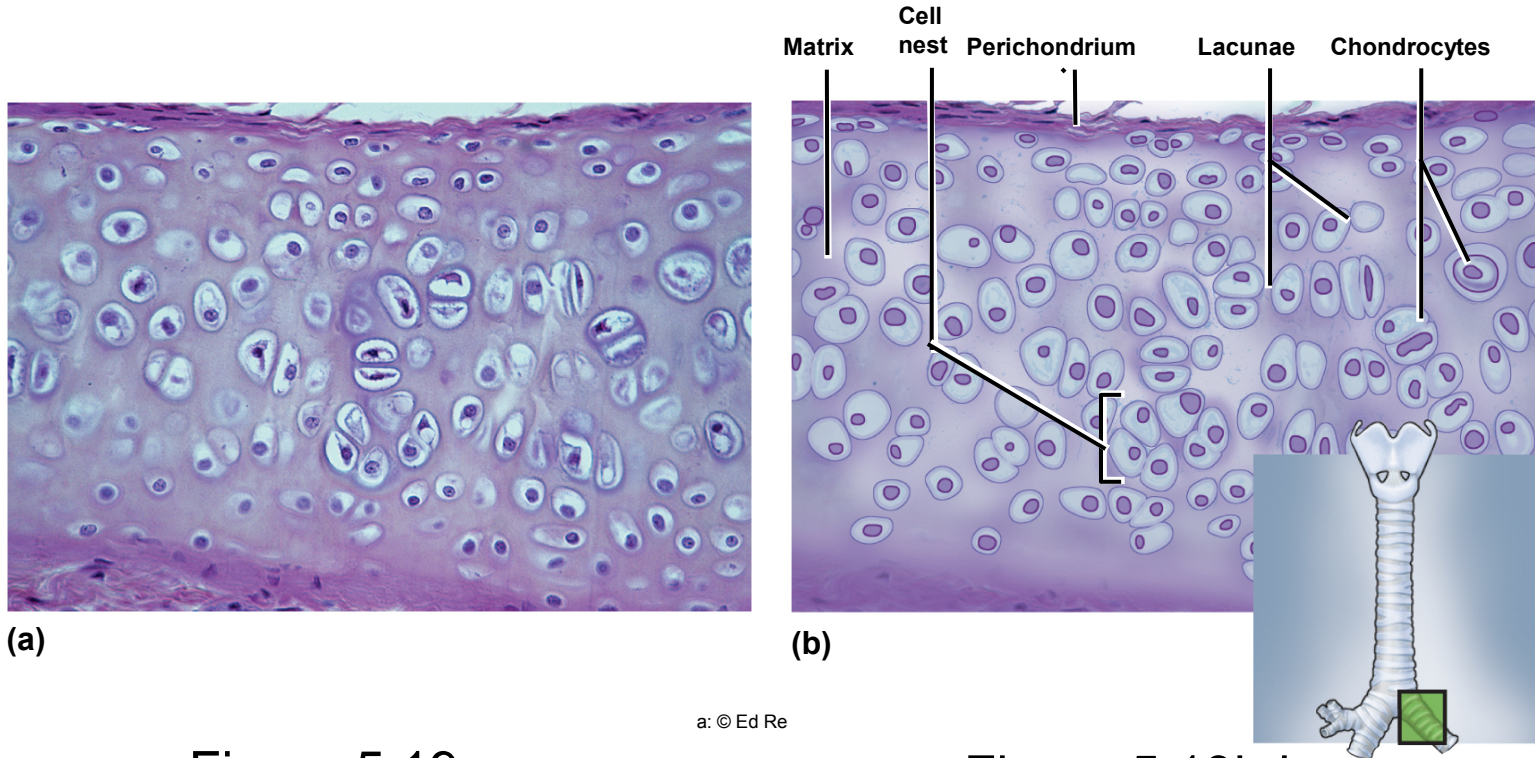 Cell
nest
Matrix
Perichondrium
Lacunae
Chondrocytes
(a)
(b)
a: © Ed Re